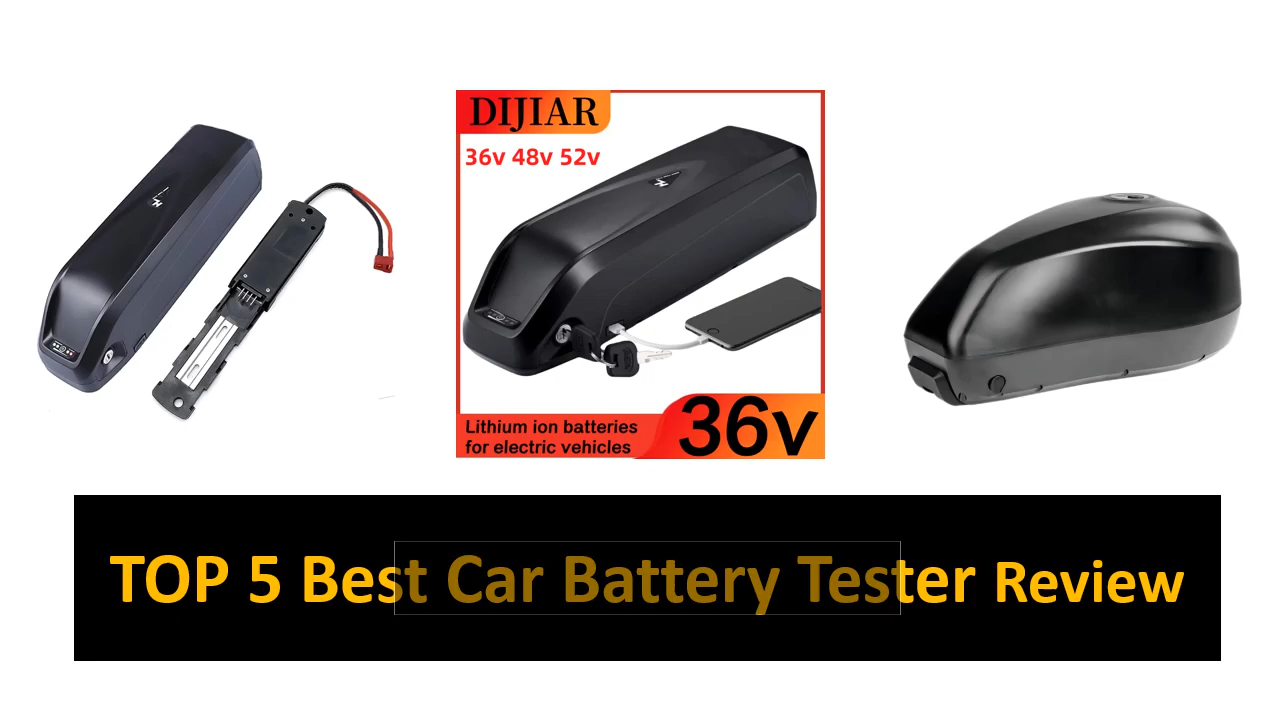 DIJIAR
36v 48v 52v
Lithium ion batteries
for electric vehicles
36v
TOP 5 Best Car Battery Tester Review